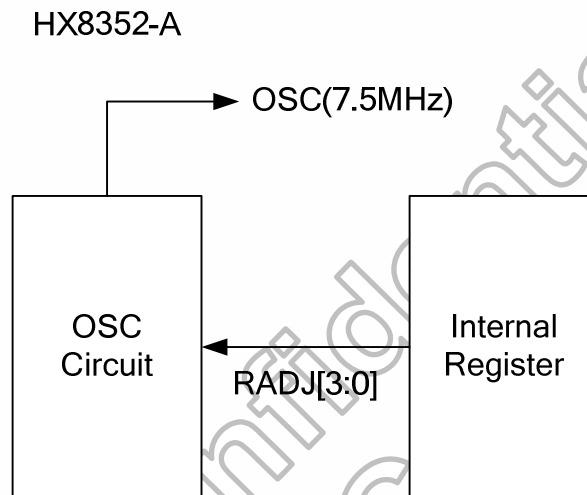 HX8352-A
OSC(7.5MHz)
OSC
Circuit
RADJ[3:0]
Internal
Register